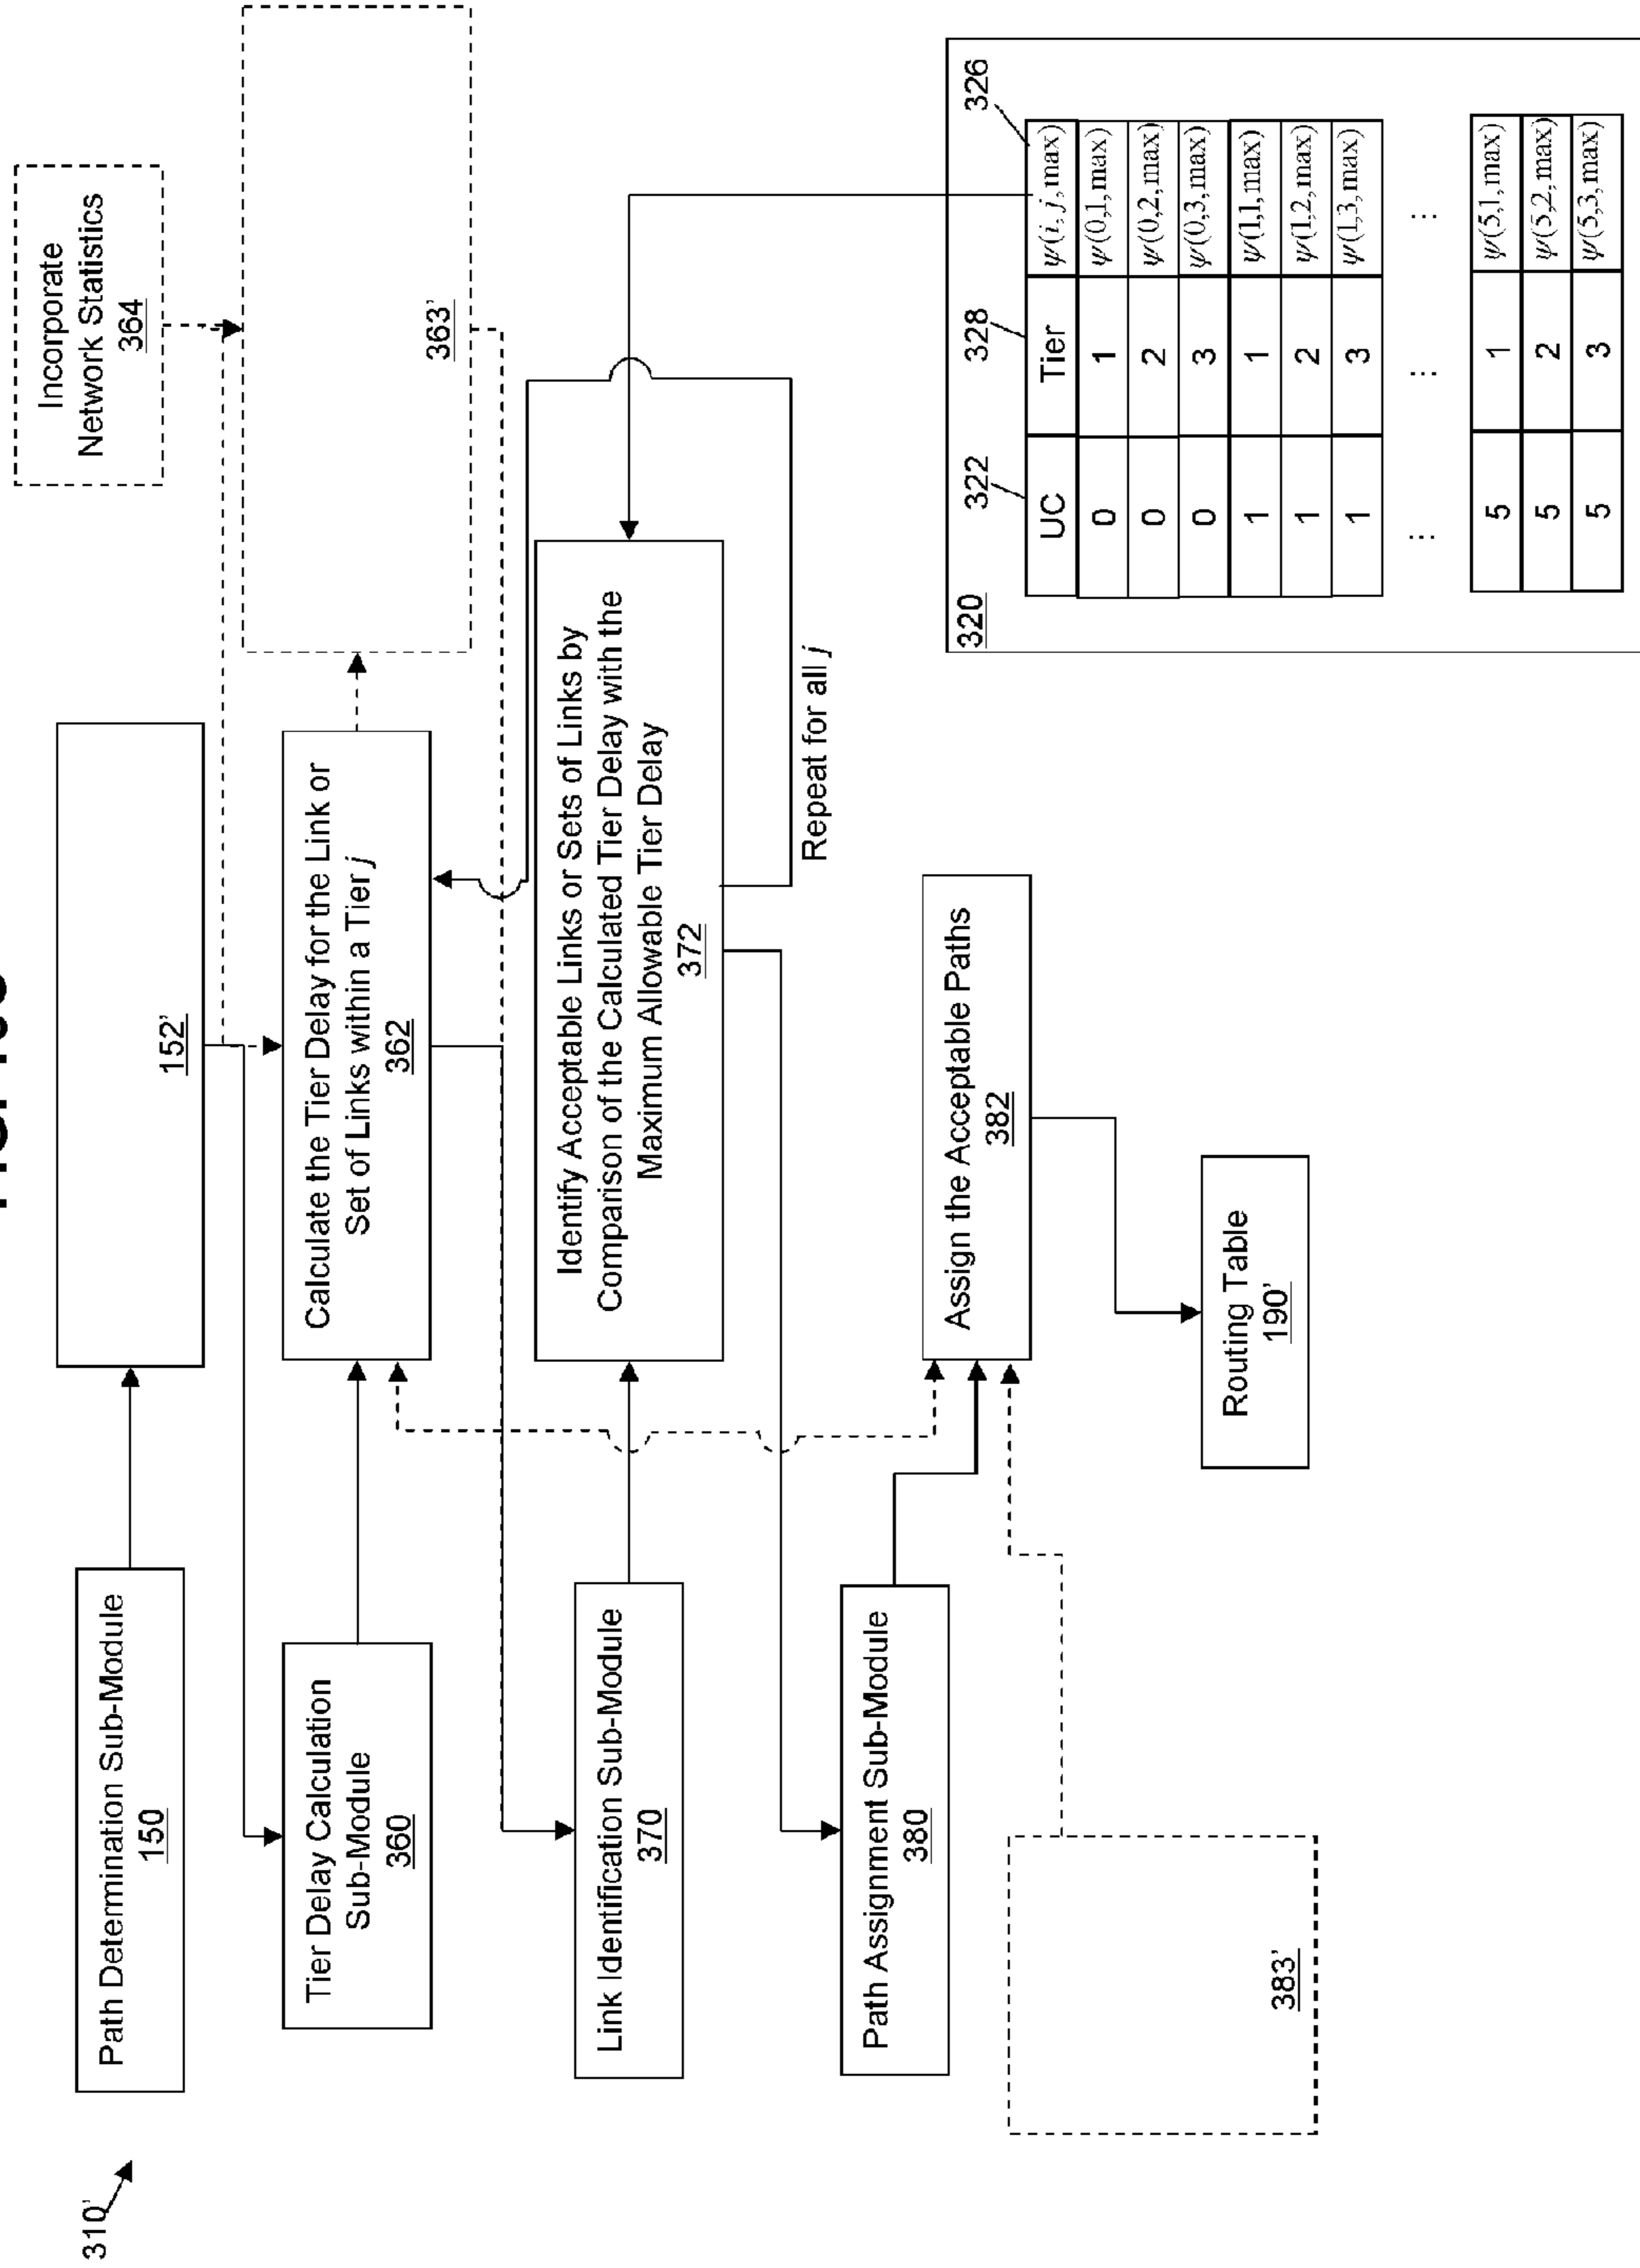 310'
Path Determination Sub-Module
150
152'
Incorporate
Network Statistics
364
Tier Delay Calculation
Sub-Module
360
Calculate the Tier Delay for the Link or
Set of Links within a Tier j
362
363'
Link Identification Sub-Module
370
Identify Acceptable Links or Sets of Links by
Comparison of the Calculated Tier Delay with the
Maximum Allowable Tier Delay
372
Repeat for all j
Path Assignment Sub-Module
380
Assign the Acceptable Paths
382
383'
Routing Table
190'
320
322
328
326
UC Tier ψ(i, j, max)
0 1 ψ(0,1,max)
0 2 ψ(0,2,max)
0 3 ψ(0,3,max)
1 1 ψ(1,1,max)
1 2 ψ(1,2,max)
1 3 ψ(1,3,max)
... ... ...
5 1 ψ(5,1,max)
5 2 ψ(5,2,max)
5 3 ψ(5,3,max)